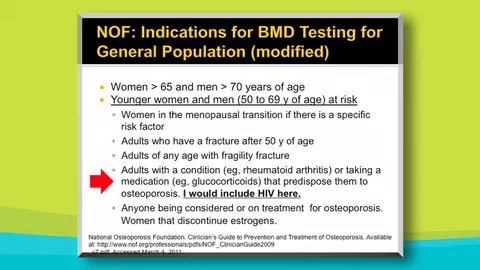 NOF: Indications for BMD Testing for
General Population (modified)
Women > 65 and men > 70 years of age
Younger women and men (50 to 69 y of age) at risk
Women in the menopausal transition if there is a specific
risk factor
Adults who have a fracture after 50 y of age
Adults of any age with fragility fracture
Adults with a condition (eg, rheumatoid arthritis) or taking a
medication (eg, glucocorticoids) that predispose them to
osteoporosis. I would include HIV here.
Anyone being considered or on treatment for osteoporosis.
Women that discontinue estrogens.
National Osteoporosis Foundation. Clinician's Guide to Prevention and Treatment of Osteoporosis. Available
at: http://www.nof.org/professionals/pdfs/NOF_ClinicianGuide2009
_v7.pdf. Accessed March 4, 2011.